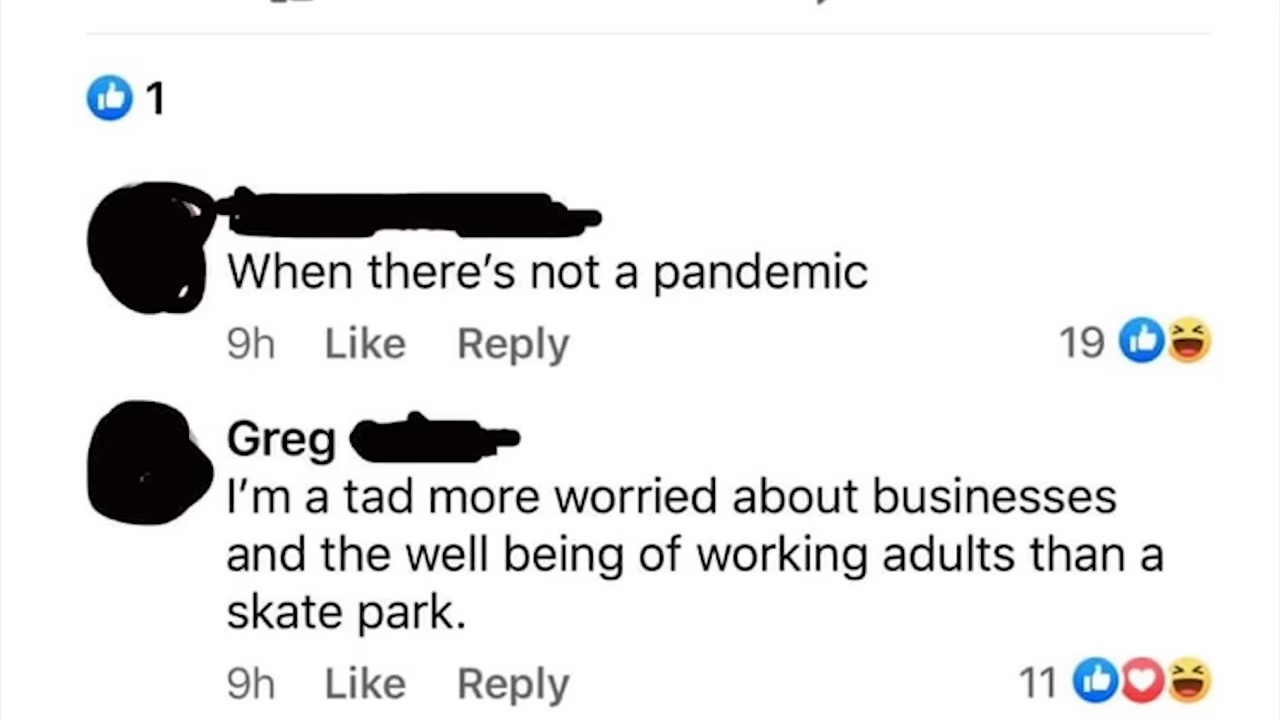 1
When there’s not a pandemic
9h Like Reply 19
Greg
I’m a tad more worried about businesses
and the well being of working adults than a
skate park.
9h Like Reply 11